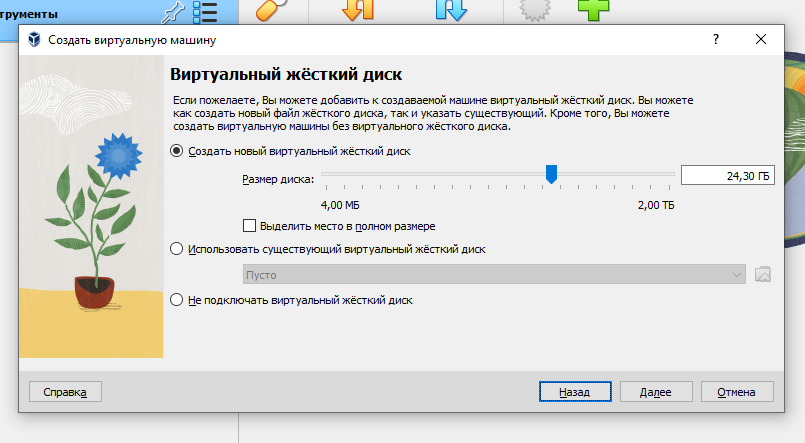 струменты
Создать виртуальную машину
Виртуальный жёсткий диск
Если пожелаете, Вы можете добавить к создаваемой машине виртуальный жёсткий диск. Вы можете
как создать новый файл жёсткого диска, так и указать существующий. Кроме того, Вы можете
создать виртуальную машины без виртуального жёсткого диска.
Создать новый виртуальный жёсткий диск
Размер диска:
24,30 ГБ
4,00 МБ
2,00 ТБ
Выделить место в полном размере
Использовать существующий виртуальный жёсткий диск
Пусто
Не подключать виртуальный жёсткий диск
Справка
Назад
Далее
Отмена